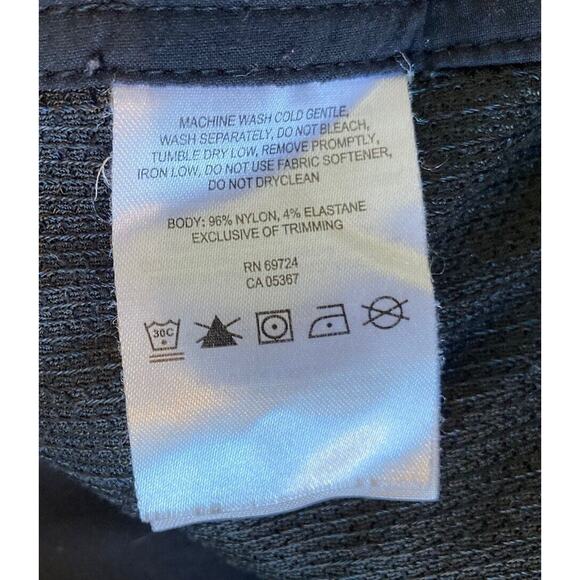 MACHINE WASH COLD GENTLE,
WASH SEPARATELY, DO NOT BLEACH,
TUMBLE DRY LOW, REMOVE PROMPTLY,
IRON LOW, DO NOT USE FABRIC SOFTENER,
DO NOT DRYCLEAN
BODY: 96% NYLON, 4% ELASTANE
EXCLUSIVE OF TRIMMING
RN 69724
CA 05367
30C